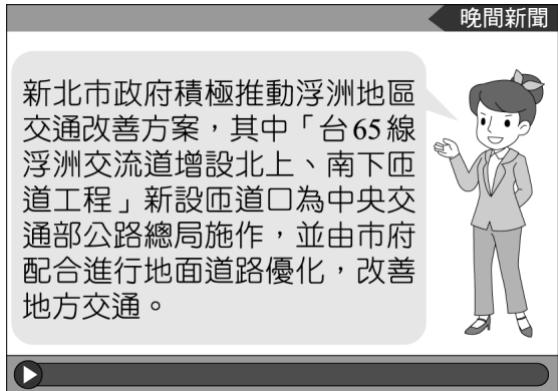 晚間新聞
新北市政府積極推動浮洲地區
交通改善方案，其中「台65線
浮洲交流道增設北上、南下匝
道工程」新設匝道口為中央交
通部公路總局施作，並由市府
配合進行地面道路優化，改善
地方交通。